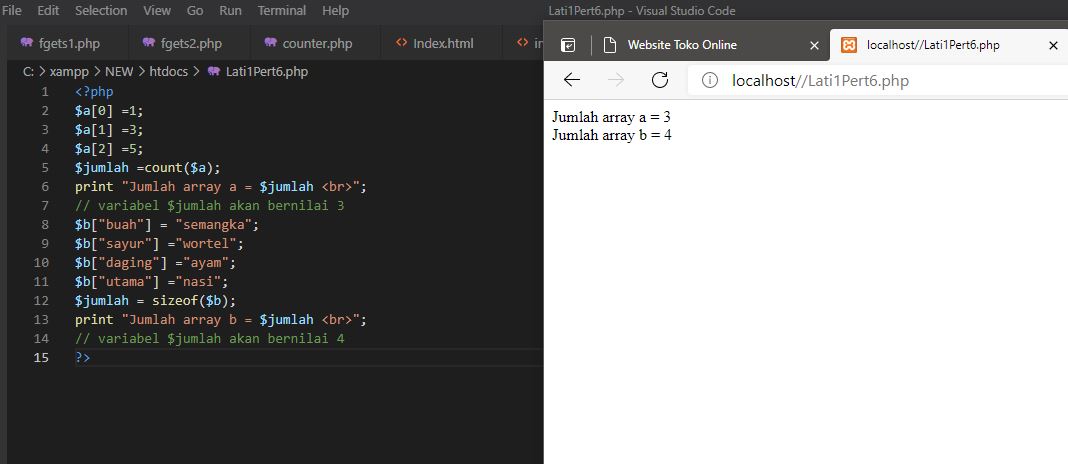 File Edit Selection View Go Run Terminal Help
Lati1Pert6.php - Visual Studio Code
fgets1.php fgets2.php counter.php Index.html
C: > xampp > NEW > htdocs > Lati1Pert6.php
1 <?php
2 $a[0] =1;
3 $a[1] =3;
4 $a[2] =5;
5 $jumlah =count($a);
6 print "Jumlah array a = $jumlah <br>";
7 // variabel $jumlah akan bernilai 3
8 $b["buah"] = "semangka";
9 $b["sayur"] ="wortel";
10 $b["daging"] ="ayam";
11 $b["utama"] ="nasi";
12 $jumlah = sizeof($b);
13 print "Jumlah array b = $jumlah <br>";
14 // variabel $jumlah akan bernilai 4
15 ?>
Website Toko Online
localhost//Lati1Pert6.php
localhost//Lati1Pert6.php
Jumlah array a = 3
Jumlah array b = 4